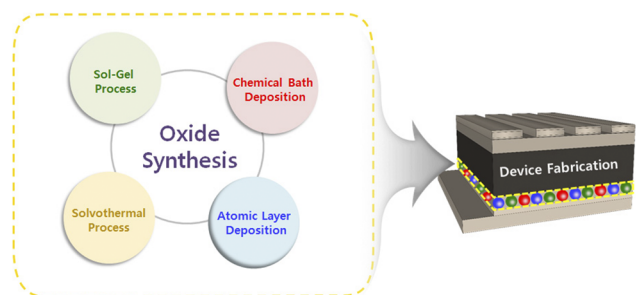 Sol-Gel
Process
Chemical Bath
Deposition
Oxide
Synthesis
Solvothermal
Process
Atomic Layer
Deposition
Device Fabrication